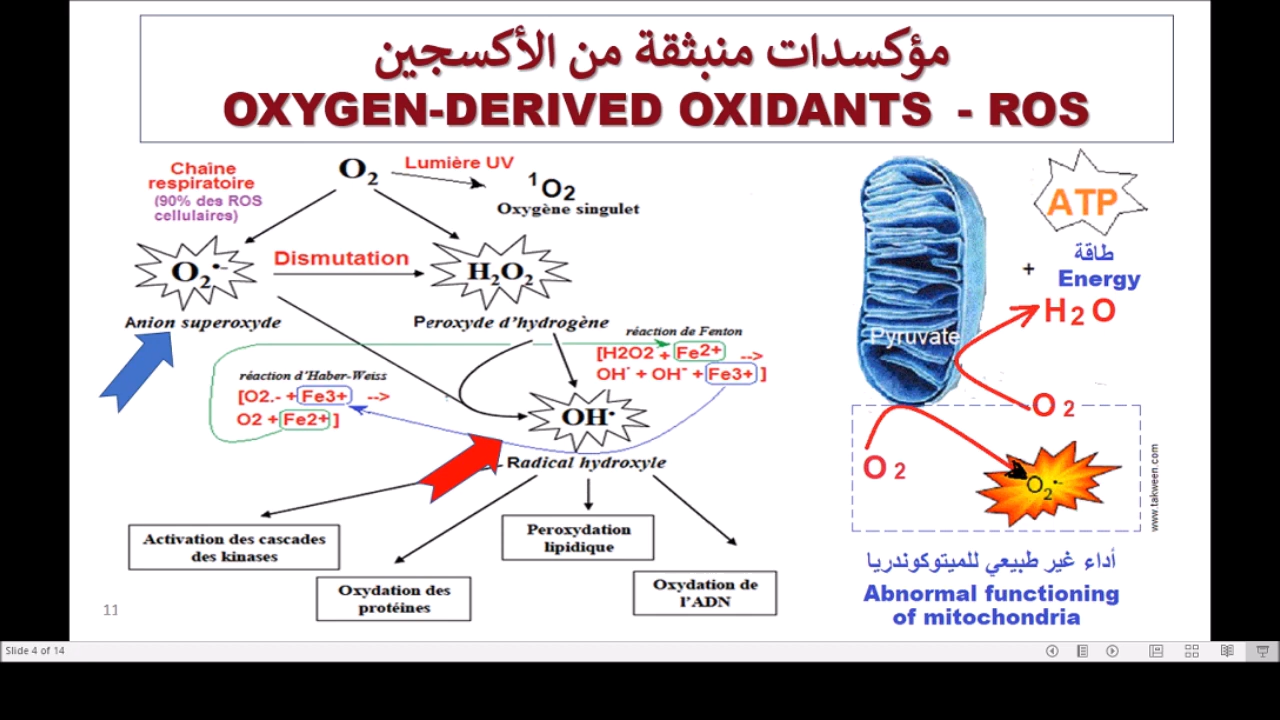 مؤكسدات منبثقة من الأكسجين
OXYGEN-DERIVED OXIDANTS - ROS
Chaîne
respiratoire
(90% des ROS
cellulaires)
O₂
Lumière UV
¹O₂
Oxygène singulet
O₂•-
Anion superoxyde
Dismutation
H₂O₂
Peroxyde d'hydrogène
réaction de Fenton
[H2O2 + Fe2+ -->
OH• + OH- + Fe3+ ]
réaction d'Haber-Weiss
[O2.- + Fe3+ -->
O2 + Fe2+ ]
OH•
Radical hydroxyle
Activation des cascades
des kinases
Oxydation des
protéines
Peroxydation
lipidique
Oxydation de
l'ADN
ATP
طاقة
+ Energy
H₂O
Pyruvate
O₂
O₂
O₂•-
www.takween.com
أداء غير طبيعي للميتوكوندريا
Abnormal functioning
of mitochondria
11
Slide 4 of 14